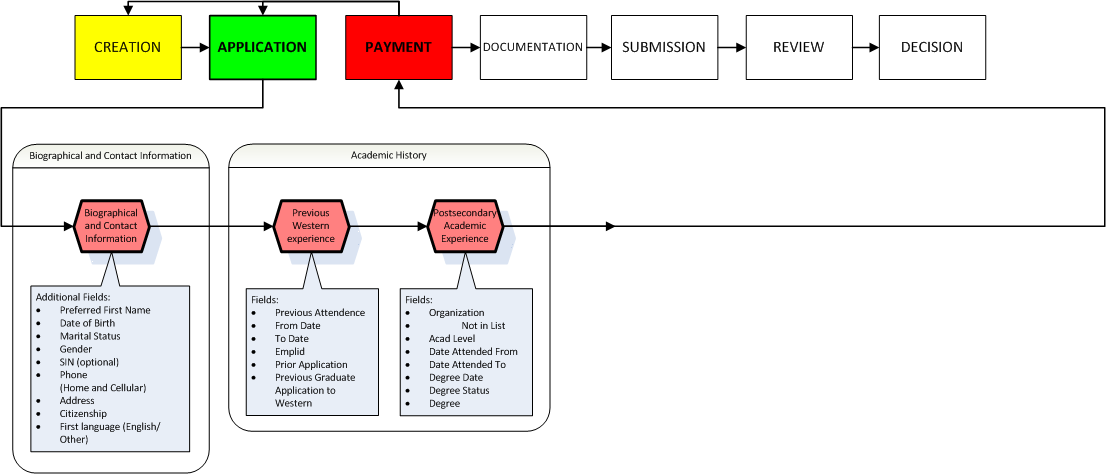 CREATION
APPLICATION
PAYMENT
DOCUMENTATION
SUBMISSION
REVIEW
DECISION
Biographical and Contact Information
Academic History
Biographical
and Contact
Information
Previous
Western
experience
Postsecondary
Academic
Experience
Additional Fields:
• Preferred First Name
• Date of Birth
• Marital Status
• Gender
• SIN (optional)
• Phone
(Home and Cellular)
• Address
• Citizenship
• First language (English/
Other)
Fields:
• Previous Attendence
• From Date
• To Date
• Emplid
• Prior Application
• Previous Graduate
Application to
Western
Fields:
• Organization
• Not in List
• Acad Level
• Date Attended From
• Date Attended To
• Degree Date
• Degree Status
• Degree